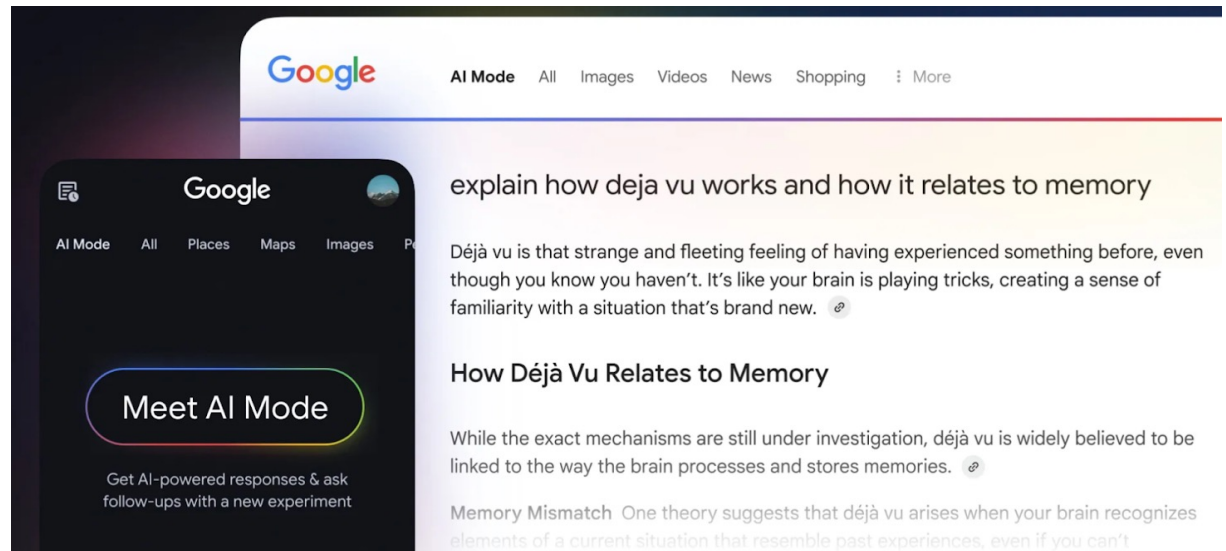 Google
AI Mode All Images Videos News Shopping More
explain how deja vu works and how it relates to memory
Déjà vu is that strange and fleeting feeling of having experienced something before, even
though you know you haven’t. It’s like your brain is playing tricks, creating a sense of
familiarity with a situation that’s brand new.
How Déjà Vu Relates to Memory
While the exact mechanisms are still under investigation, déjà vu is widely believed to be
linked to the way the brain processes and stores memories.
Memory Mismatch One theory suggests that déjà vu arises when your brain recognizes
elements of a current situation that resemble past experiences, even if you can’t
Google
AI Mode All Places Maps Images
Meet AI Mode
Get AI-powered responses & ask
follow-ups with a new experiment